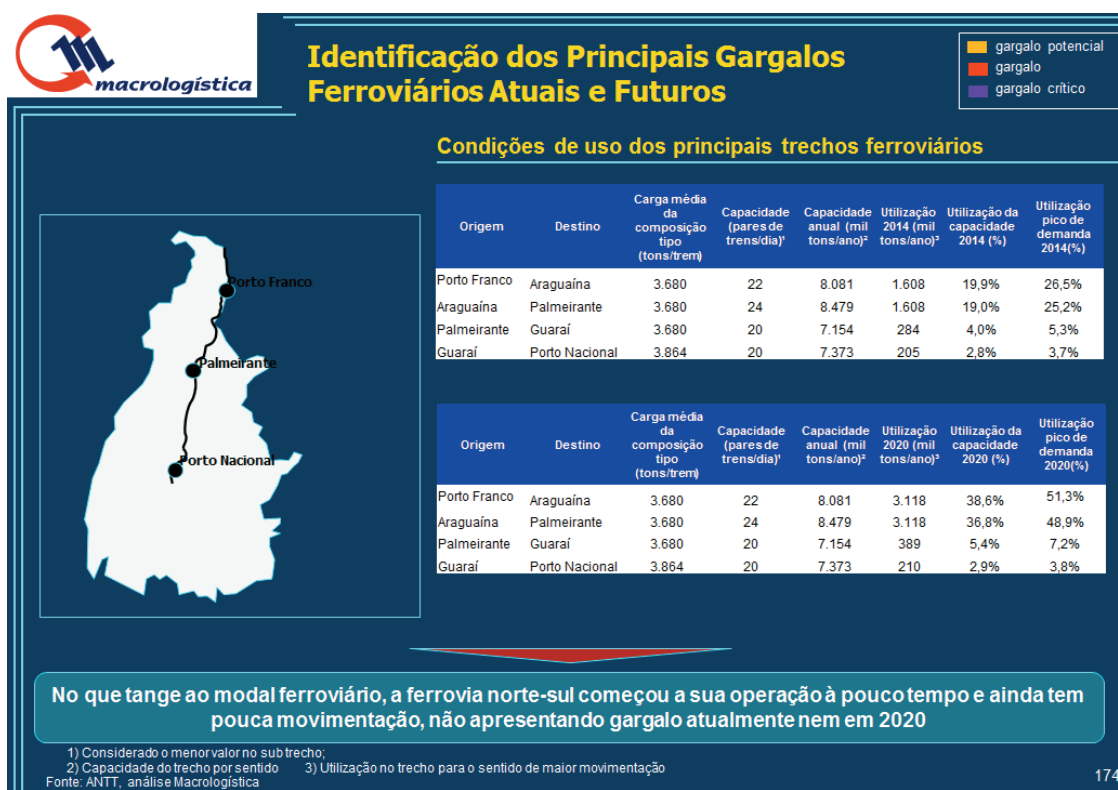 macrologística
Identificação dos Principais Gargalos
Ferroviários Atuais e Futuros
gargalo potencial
gargalo
gargalo crítico
Condições de uso dos principais trechos ferroviários
Porto Franco
Palmeirante
Porto Nacional
Origem Destino Carga média da composição tipo (tons/trem) Capacidade (pares de trens/dia)¹ Capacidade anual (mil tons/ano)² Utilização 2014 (mil tons/ano)³ Utilização da capacidade 2014 (%) Utilização pico de demanda 2014(%)
Porto Franco Araguaína 3.680 22 8.081 1.608 19,9% 26,5%
Araguaína Palmeirante 3.680 24 8.479 1.608 19,0% 25,2%
Palmeirante Guaraí 3.680 20 7.154 284 4,0% 5,3%
Guaraí Porto Nacional 3.864 20 7.373 205 2,8% 3,7%
Origem Destino Carga média da composição tipo (tons/trem) Capacidade (pares de trens/dia)¹ Capacidade anual (mil tons/ano)² Utilização 2020 (mil tons/ano)³ Utilização da capacidade 2020 (%) Utilização pico de demanda 2020(%)
Porto Franco Araguaína 3.680 22 8.081 3.118 38,6% 51,3%
Araguaína Palmeirante 3.680 24 8.479 3.118 36,8% 48,9%
Palmeirante Guaraí 3.680 20 7.154 389 5,4% 7,2%
Guaraí Porto Nacional 3.864 20 7.373 210 2,9% 3,8%
No que tange ao modal ferroviário, a ferrovia norte-sul começou a sua operação à pouco tempo e ainda tem
pouca movimentação, não apresentando gargalo atualmente nem em 2020
1) Considerado o menor valor no sub trecho;
2) Capacidade do trecho por sentido 3) Utilização no trecho para o sentido de maior movimentação
Fonte: ANTT, análise Macrologística
174